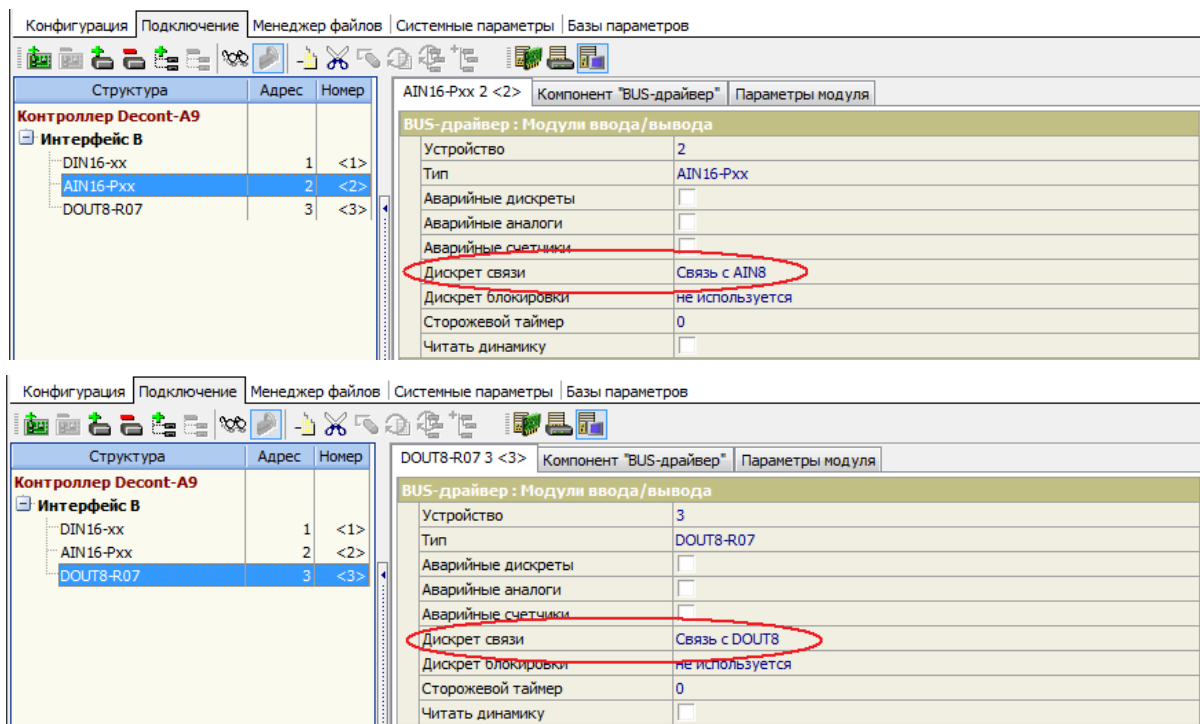 Конфигурация Подключение Менеджер файлов Системные параметры Базы параметров
Структура Адрес Номер AIN16-Pxx 2 <2> Компонент "BUS-драйвер" Параметры модуля
Контроллер Decont-A9 BUS-драйвер : Модули ввода/вывода
Интерфейс B Устройство 2
DIN16-xx 1 <1> Тип AIN16-Pxx
AIN16-Pxx 2 <2> Аварийные дискреты
DOUT8-R07 3 <3> Аварийные аналоги
Аварийные счетчики
Дискрет связи Связь с AIN8
Дискрет блокировки не используется
Сторожевой таймер 0
Читать динамику
Конфигурация Подключение Менеджер файлов Системные параметры Базы параметров
Структура Адрес Номер DOUT8-R07 3 <3> Компонент "BUS-драйвер" Параметры модуля
Контроллер Decont-A9 BUS-драйвер : Модули ввода/вывода
Интерфейс B Устройство 3
DIN16-xx 1 <1> Тип DOUT8-R07
AIN16-Pxx 2 <2> Аварийные дискреты
DOUT8-R07 3 <3> Аварийные аналоги
Аварийные счетчики
Дискрет связи Связь с DOUT8
Дискрет блокировки не используется
Сторожевой таймер 0
Читать динамику